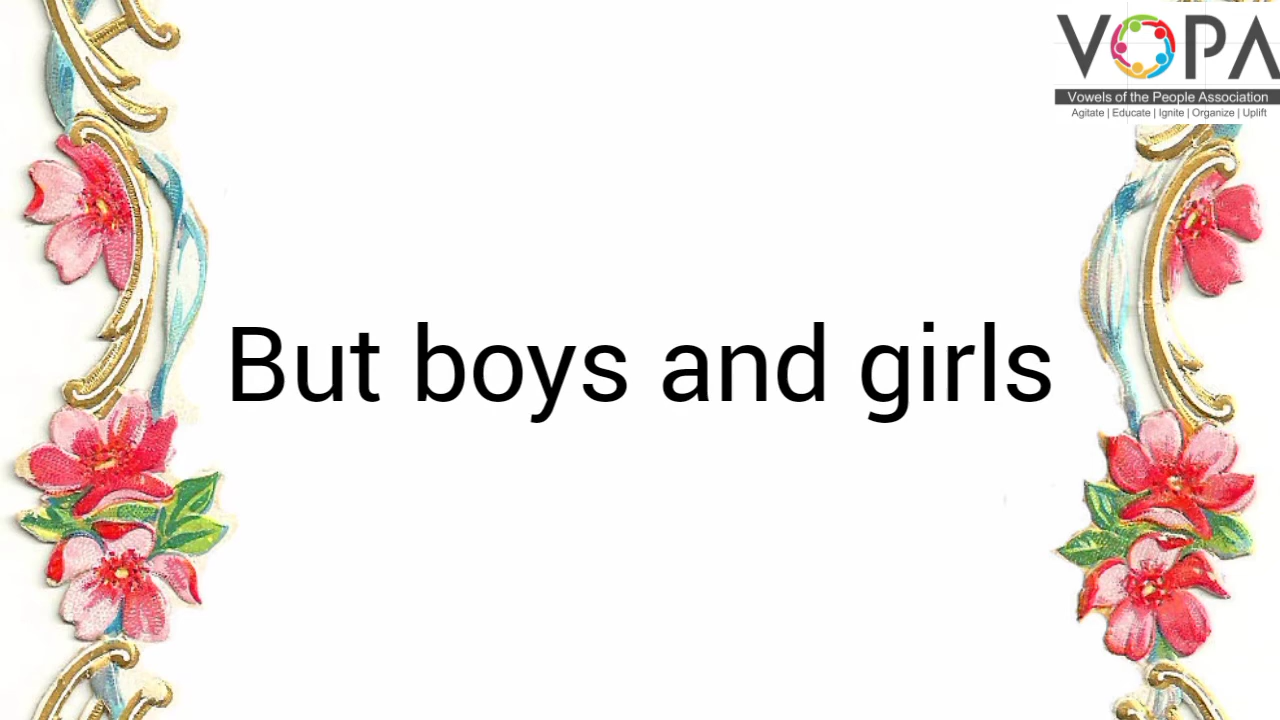 VOPA
Vowels of the People Association
Agitate | Educate | Ignite | Organize | Uplift
But boys and girls